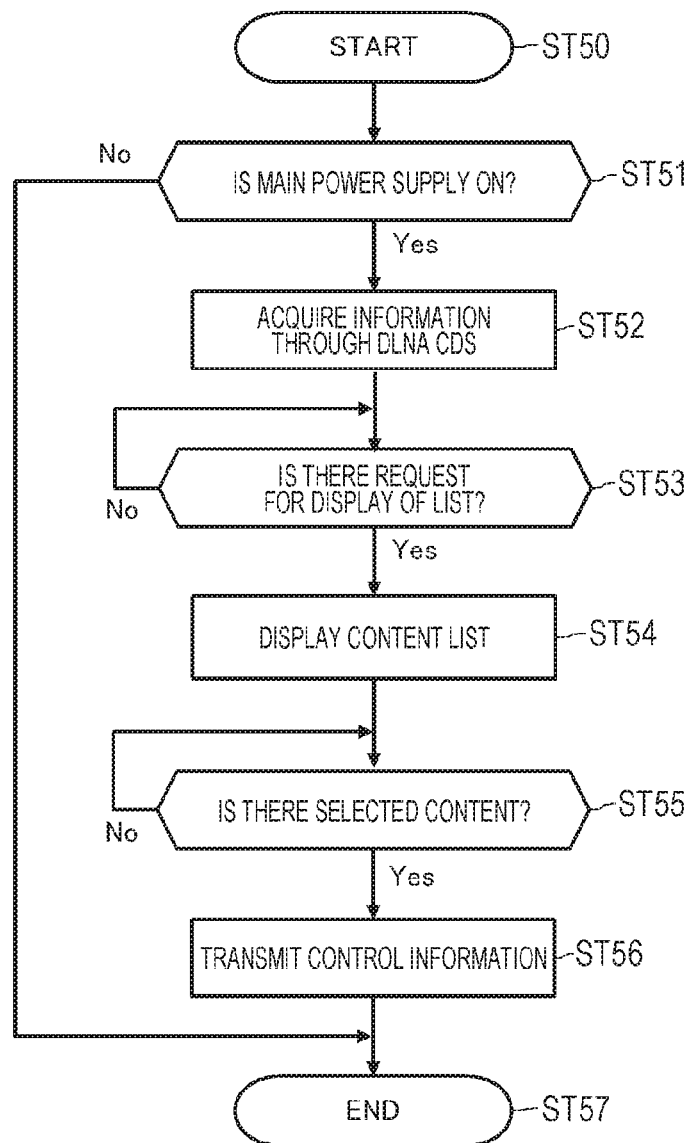 START
ST50
No
IS MAIN POWER SUPPLY ON?
ST51
Yes
ACQUIRE INFORMATION
THROUGH DLNA CDS
ST52
IS THERE REQUEST
FOR DISPLAY OF LIST?
ST53
No
Yes
DISPLAY CONTENT LIST
ST54
IS THERE SELECTED CONTENT?
ST55
No
Yes
TRANSMIT CONTROL INFORMATION
ST56
END
ST57